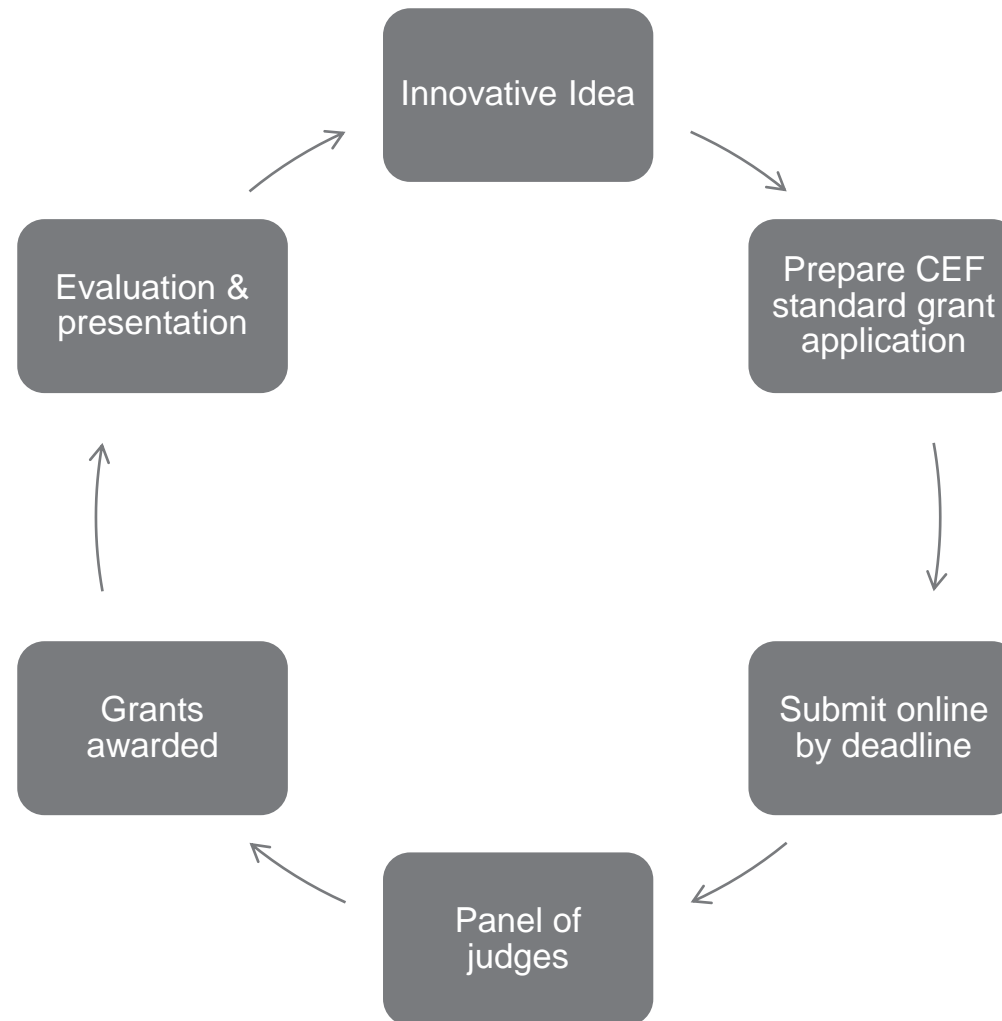 Innovative Idea
Prepare CEF
standard grant
application
Submit online
by deadline
Panel of
judges
Grants
awarded
Evaluation &
presentation